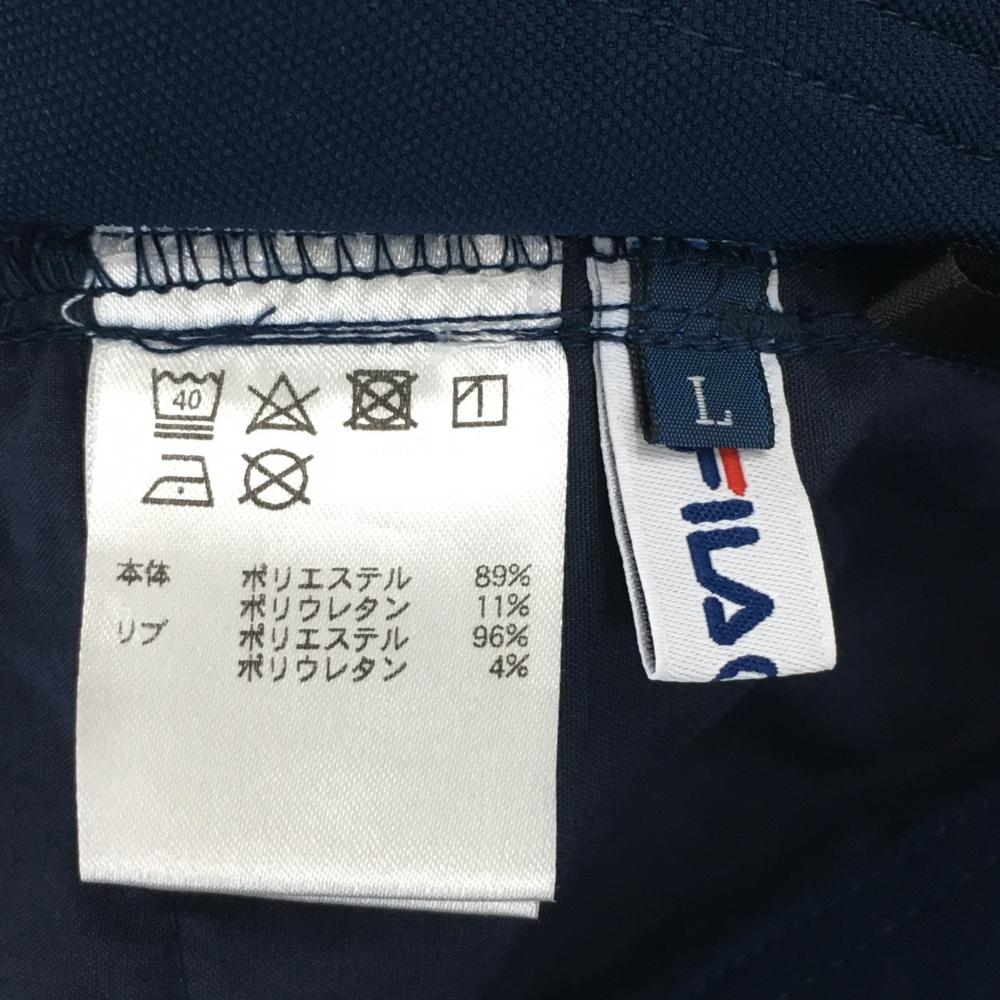 40
本体 ポリエステル 89%
ポリウレタン 11%
リブ ポリエステル 96%
ポリウレタン 4%
L
FILA